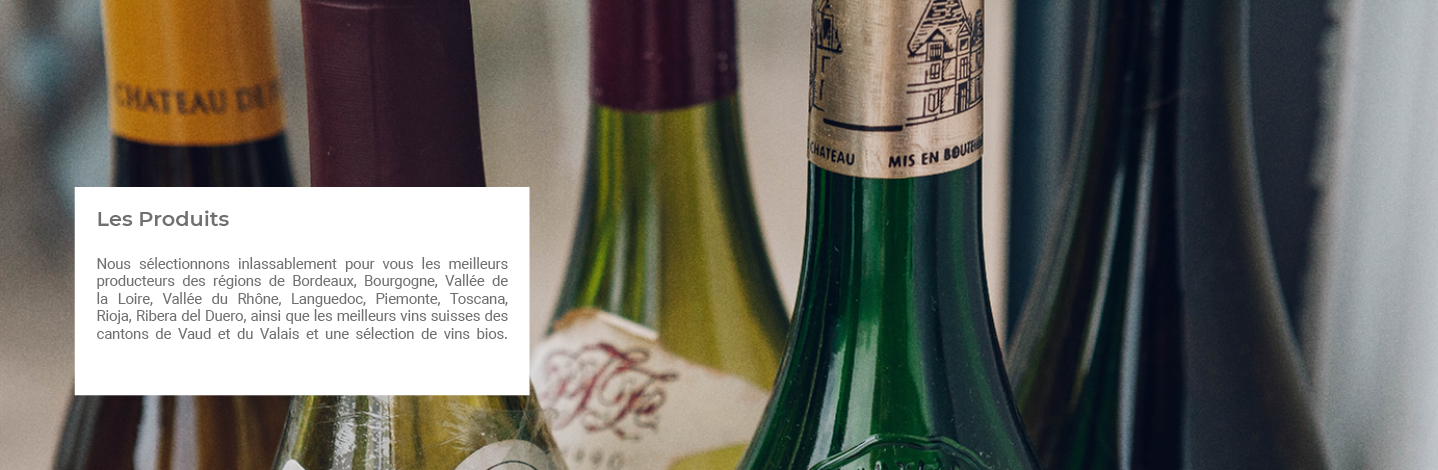 CHATEAU DE
CHATEAU
MIS EN BOUTEILLE
Les Produits
Nous sélectionnons inlassablement pour vous les meilleurs
producteurs des régions de Bordeaux, Bourgogne, Vallée de
la Loire, Vallée du Rhône, Languedoc, Piemonte, Toscana,
Rioja, Ribera del Duero, ainsi que les meilleurs vins suisses des
cantons de Vaud et du Valais et une sélection de vins bios.